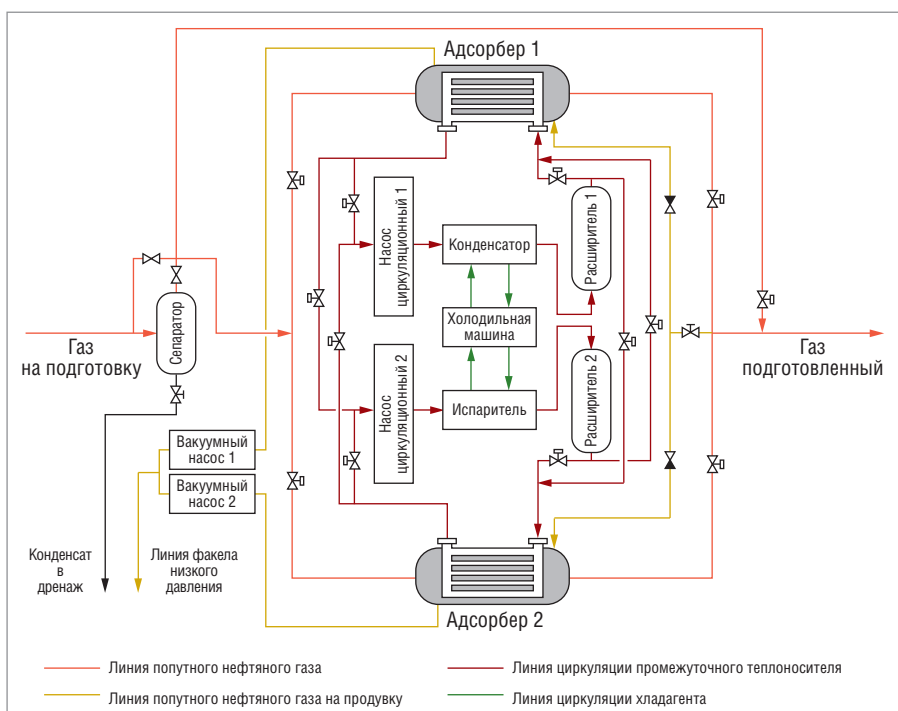 Адсорбер 1
Насос
циркуляционный 1
Конденсатор
Расширитель 1
Сепаратор
Холодильная
машина
Газ
на подготовку
Газ
подготовленный
Насос
циркуляционный 2
Испаритель
Расширитель 2
Вакуумный
насос 1
Вакуумный
насос 2
Конденсат
в
дренаж
Линия факела
низкого
давления
Адсорбер 2
Линия попутного нефтяного газа
Линия циркуляции промежуточного теплоносителя
Линия попутного нефтяного газа на продувку
Линия циркуляции хладагента